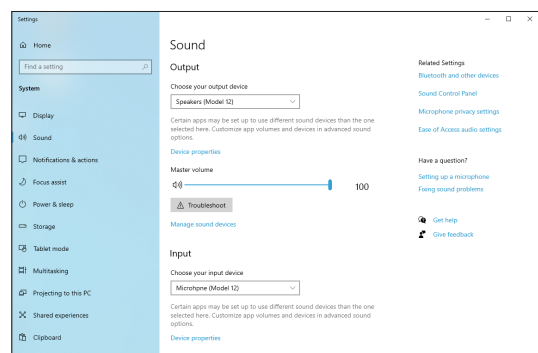 Settings
Home
Find a setting
System
Display
Sound
Notifications & actions
Focus assist
Power & sleep
Storage
Tablet mode
Multitasking
Projecting to this PC
Shared experiences
Clipboard
Sound
Output
Choose your output device
Speakers (Model 12)
Certain apps may be set up to use different sound devices than the one
selected here. Customize app volumes and devices in advanced sound
options.
Device properties
Master volume
100
Troubleshoot
Manage sound devices
Input
Choose your input device
Microhpne (Model 12)
Certain apps may be set up to use different sound devices than the one
selected here. Customize app volumes and devices in advanced sound
options.
Device properties
Related Settings
Bluetooth and other devices
Sound Control Panel
Microphone privacy settings
Ease of Access audio settings
Have a question?
Setting up a microphone
Fixing sound problems
Get help
Give feedback